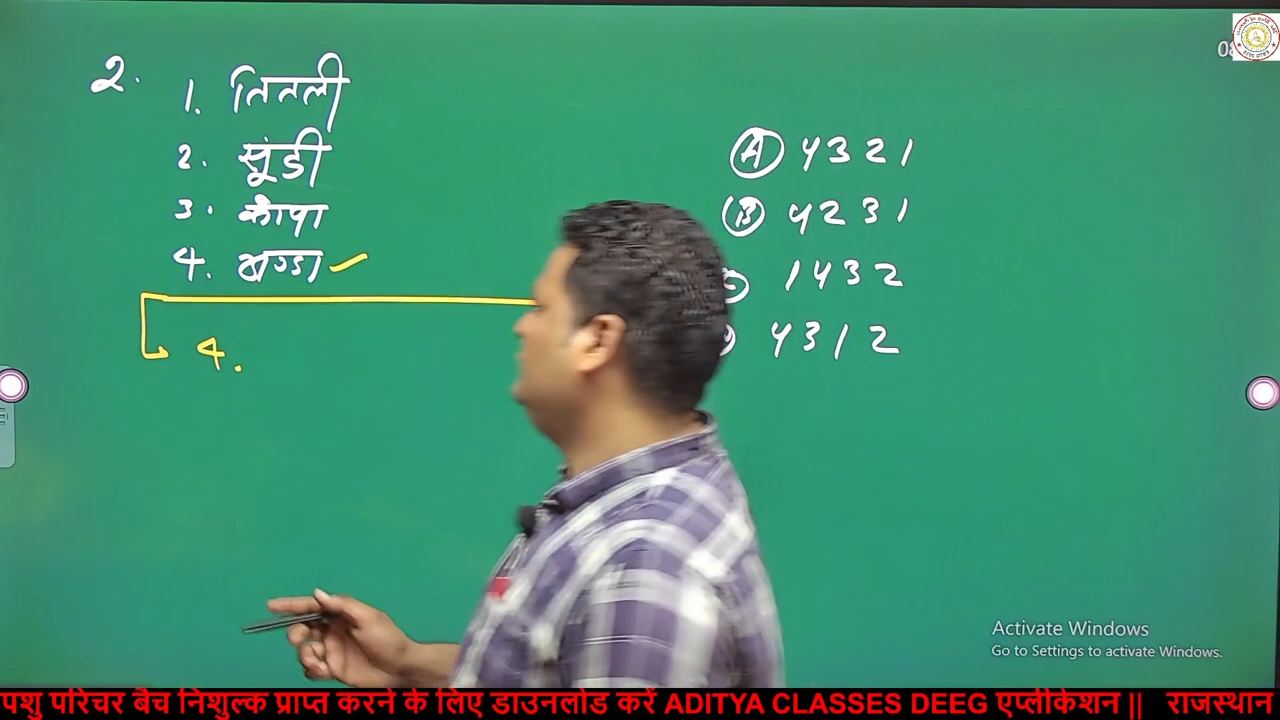 2.
1. तितली
2. सूंडी
3. कोपा
4. अण्डा
4.
A 4321
B 4231
1432
4312
08
Activate Windows
Go to Settings to activate Windows.
पशु परिचर बैच निशुल्क प्राप्त करने के लिए डाउनलोड करें ADITYA CLASSES DEEG एप्लीकेशन || राजस्थान